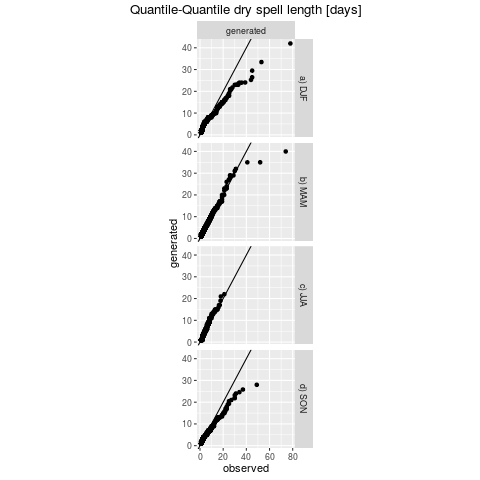 Quantile-Quantile dry spell length [days]
generated
40
30
20
10
0
a) DJF
40
30
20
10
0
b) MAM
generated
40
30
20
10
0
c) JJA
40
30
20
10
0
d) SON
0 20 40 60 80
observed